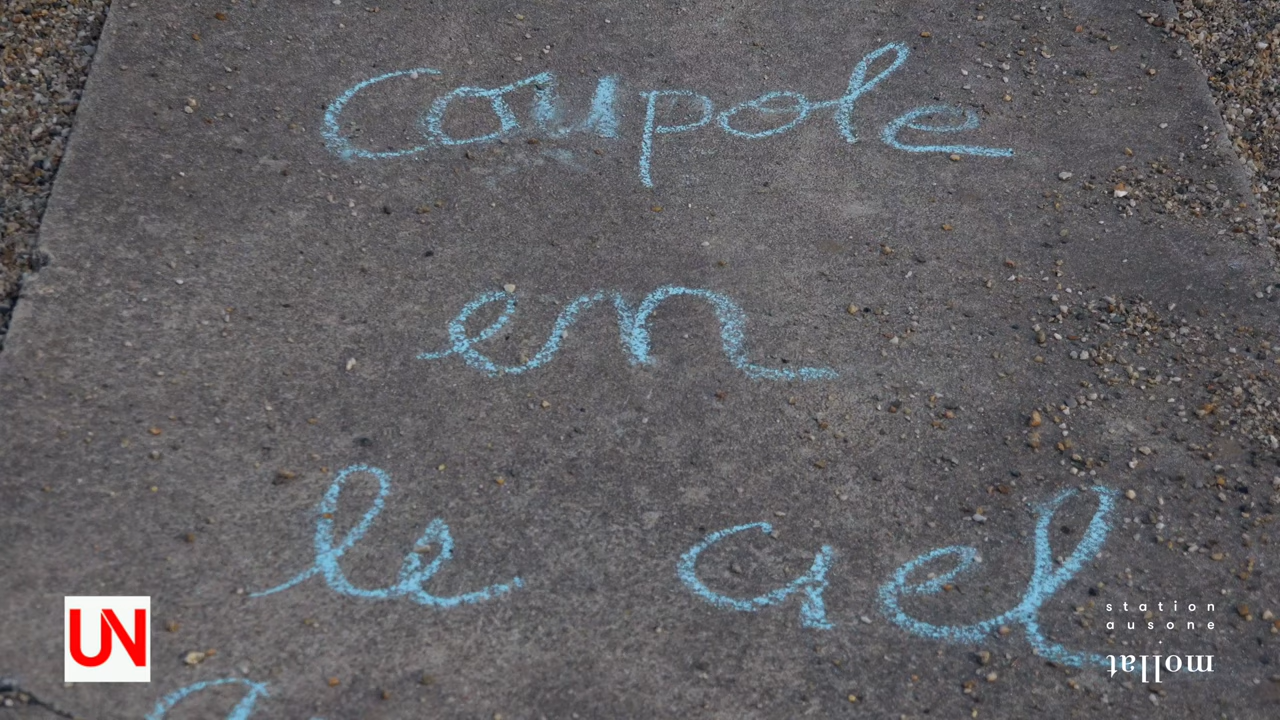 Coupole
en
le ciel
UN
station
ausone
mollat